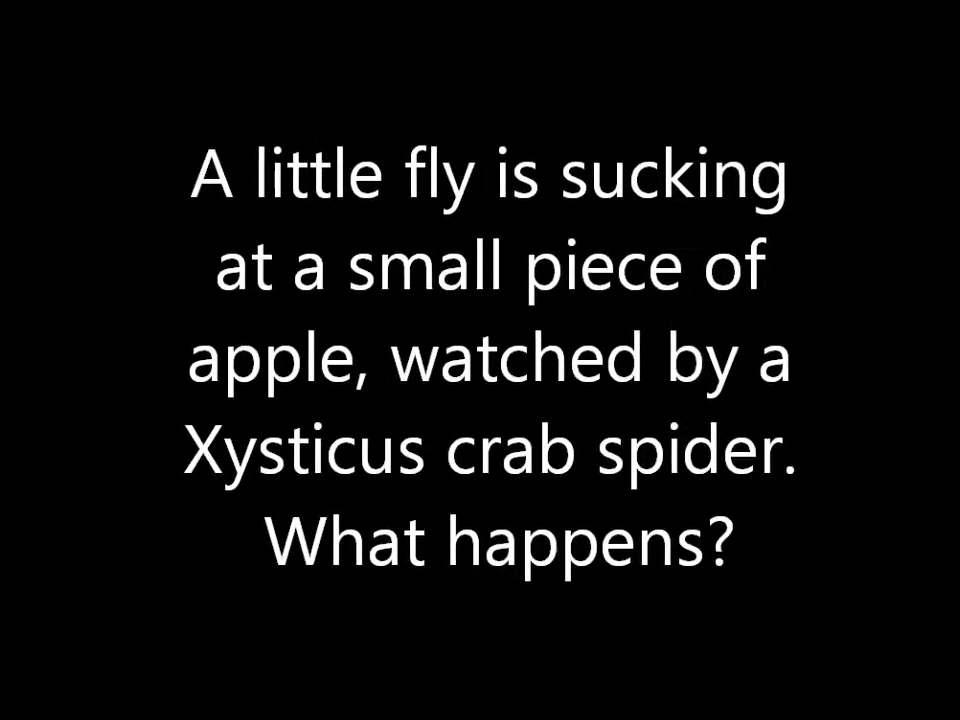 A little fly is sucking
at a small piece of
apple, watched by a
Xysticus crab spider.
What happens?